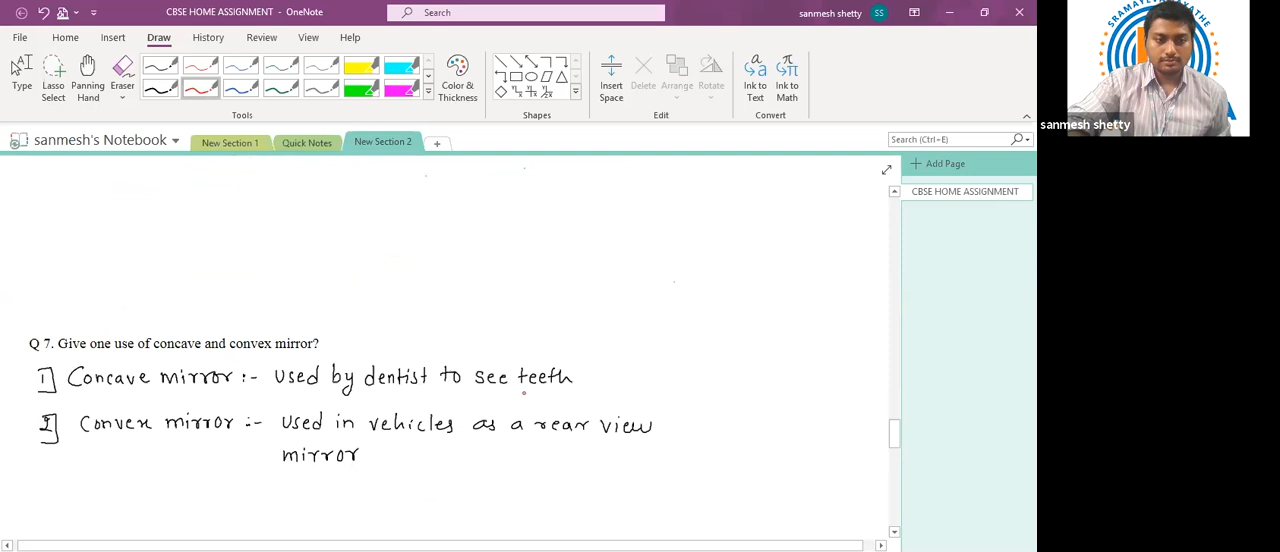 CBSE HOME ASSIGNMENT - OneNote
Search
sanmesh shetty
SS
File Home Insert Draw History Review View Help
Type
Lasso Select
Panning Hand
Eraser
Color & Thickness
Insert Space
Delete
Arrange
Rotate
Ink to Text
Ink to Math
Tools
Shapes
Edit
Convert
sanmesh's Notebook
New Section 1
Quick Notes
New Section 2
Search (Ctrl+E)
Add Page
CBSE HOME ASSIGNMENT
sanmesh shetty
Q 7. Give one use of concave and convex mirror?
1] Concave mirror :- Used by dentist to see teeth
2] Convex mirror :- Used in vehicles as a rear view
mirror